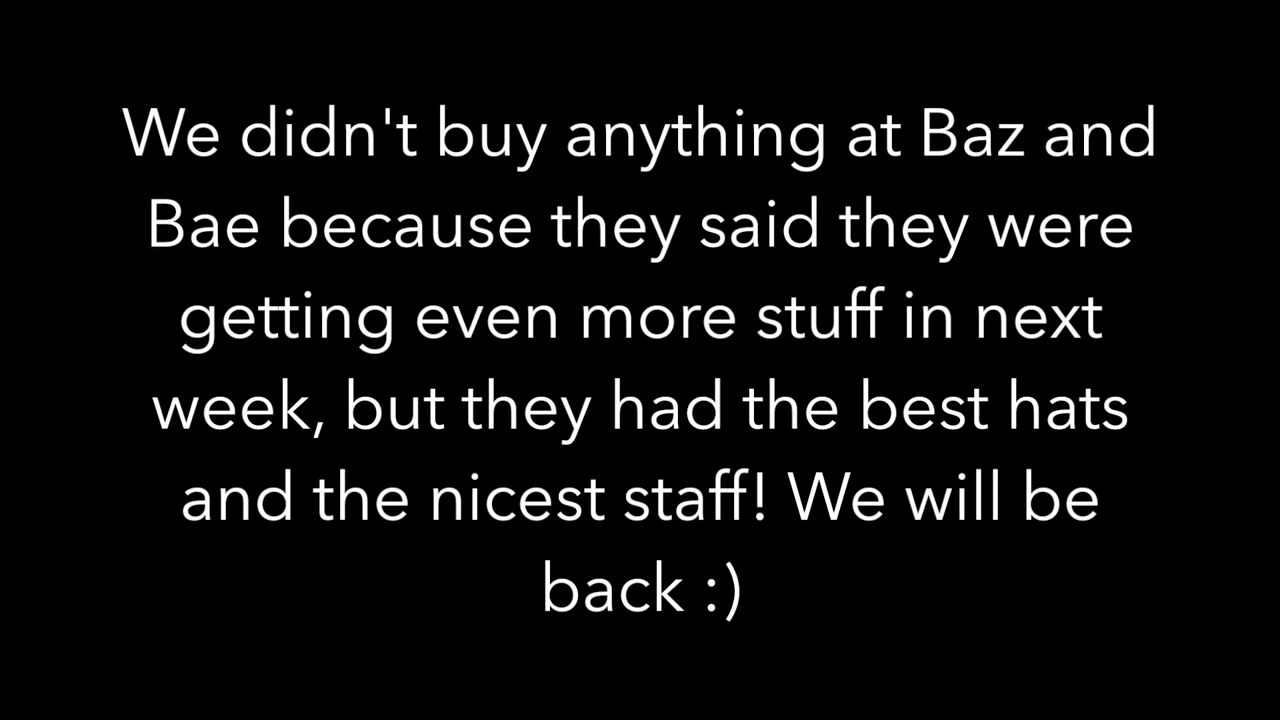 We didn't buy anything at Baz and
Bae because they said they were
getting even more stuff in next
week, but they had the best hats
and the nicest staff! We will be
back :)